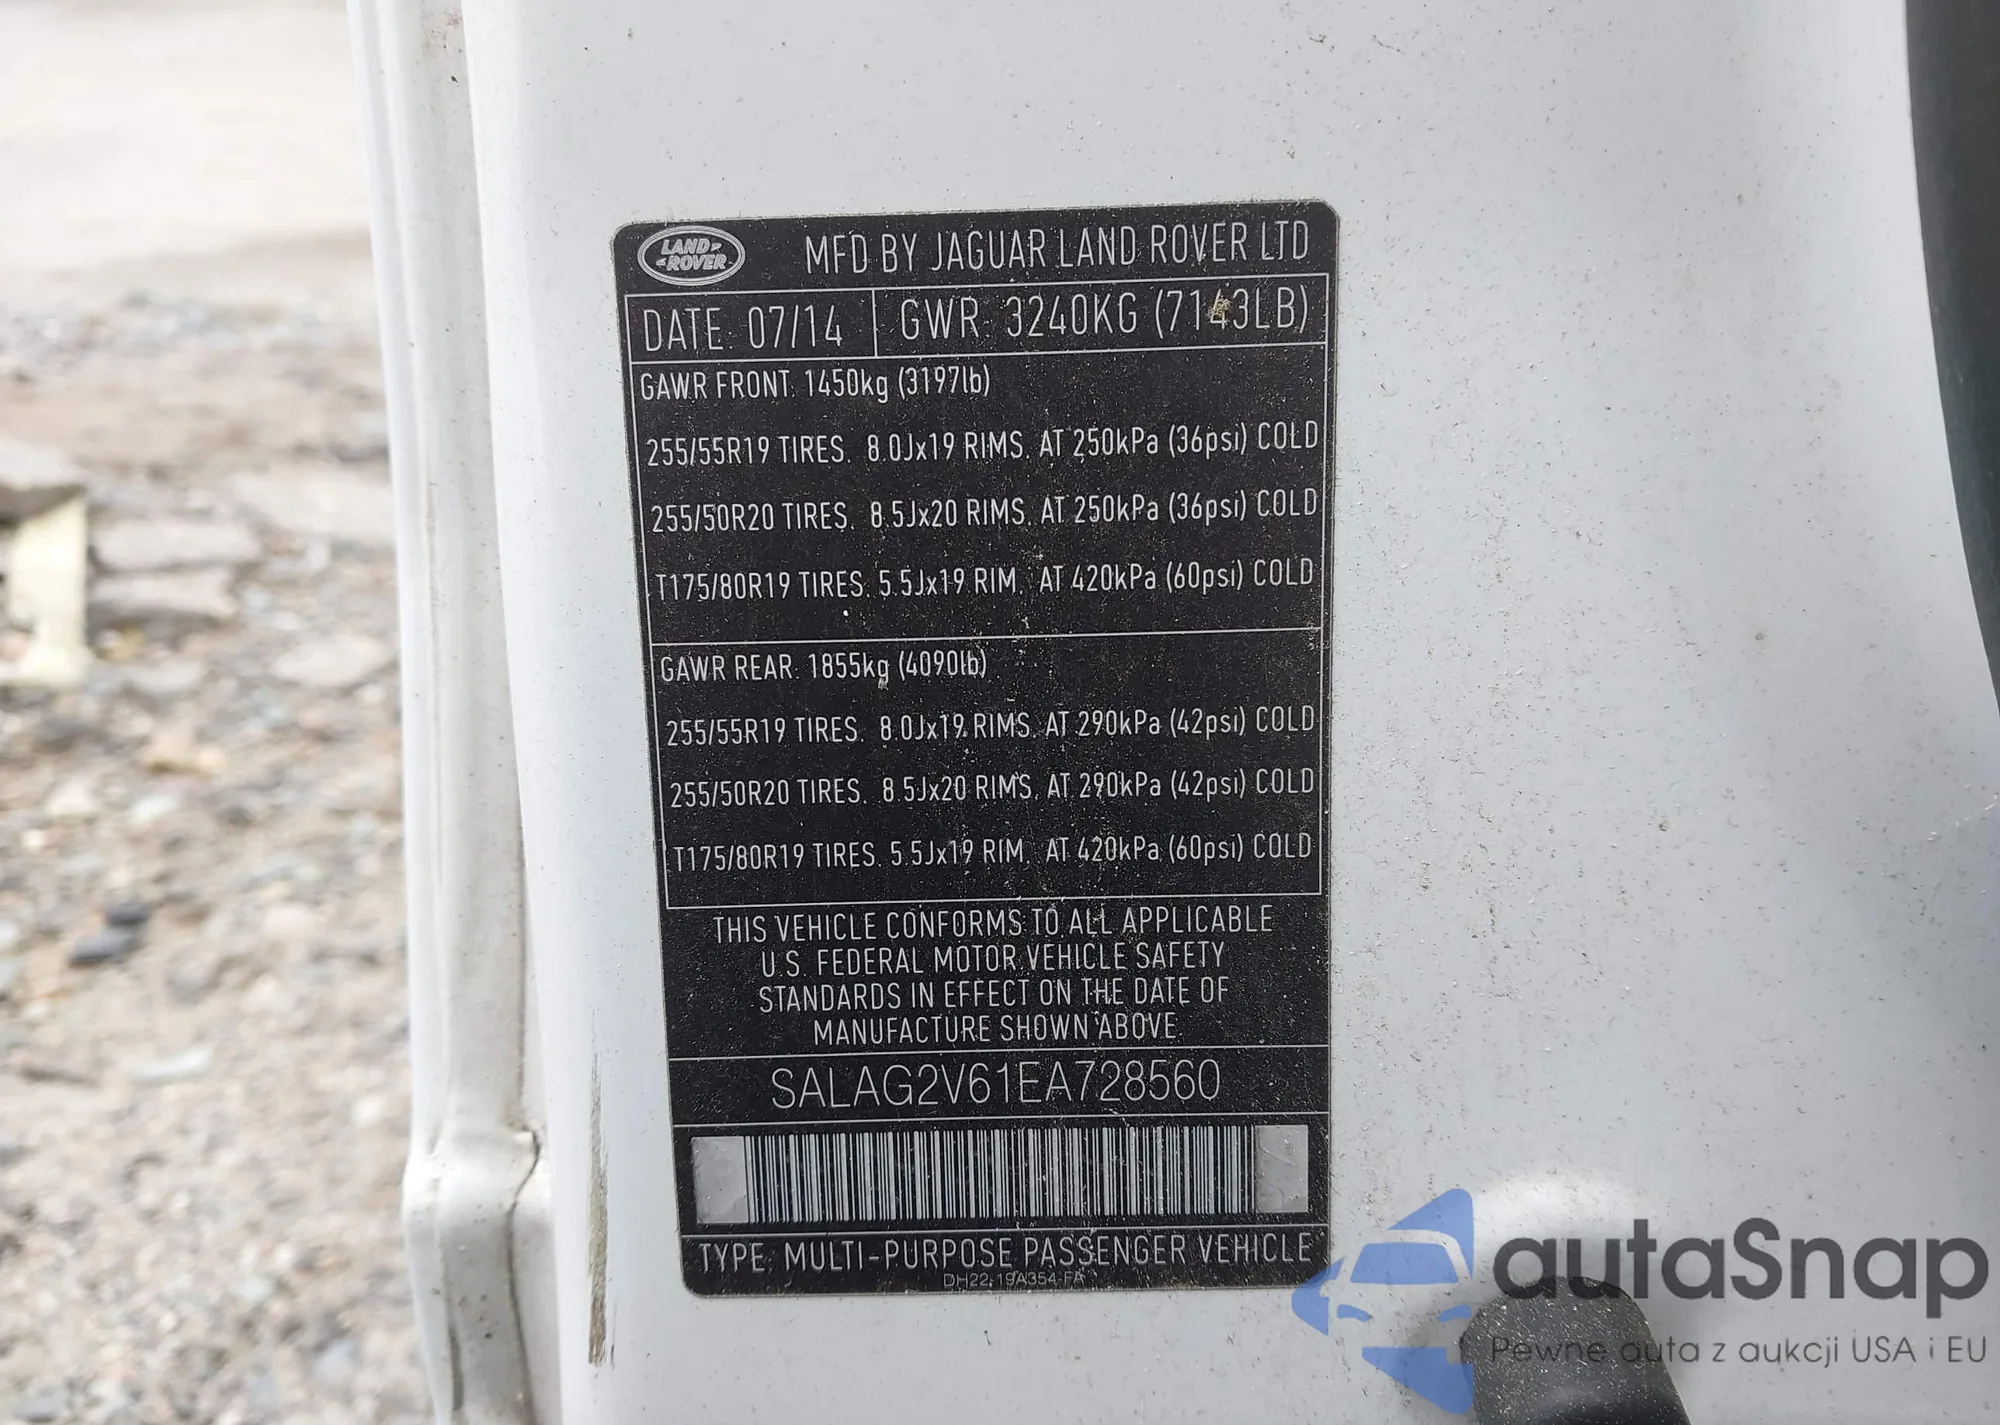 LAND ROVER
MFD BY JAGUAR LAND ROVER LTD
DATE: 07/14 GWR: 3240KG (7143LB)
GAWR FRONT: 1450kg (3197lb)
255/55R19 TIRES. 8.0Jx19 RIMS. AT 250kPa (36psi) COLD
255/50R20 TIRES. 8.5Jx20 RIMS. AT 250kPa (36psi) COLD
T175/80R19 TIRES. 5.5Jx19 RIM. AT 420kPa (60psi) COLD
GAWR REAR: 1855kg (4090lb)
255/55R19 TIRES. 8.0Jx19 RIMS. AT 290kPa (42psi) COLD
255/50R20 TIRES. 8.5Jx20 RIMS. AT 290kPa (42psi) COLD
T175/80R19 TIRES. 5.5Jx19 RIM. AT 420kPa (60psi) COLD
THIS VEHICLE CONFORMS TO ALL APPLICABLE
U.S. FEDERAL MOTOR VEHICLE SAFETY
STANDARDS IN EFFECT ON THE DATE OF
MANUFACTURE SHOWN ABOVE.
SALAG2V61EA728560
TYPE: MULTI-PURPOSE PASSENGER VEHICLE
DH22-19A354-FA
autaSnap
Pewne auta z aukcji USA i EU